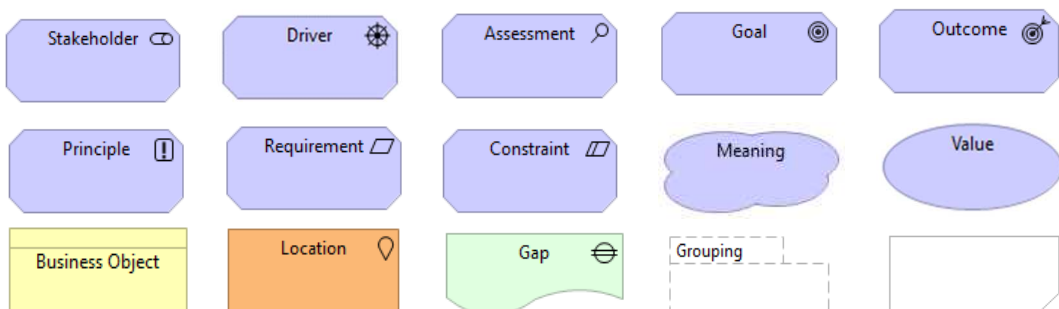 Stakeholder
Driver
Assessment
Goal
Outcome
Principle
Requirement
Constraint
Meaning
Value
Business Object
Location
Gap
Grouping